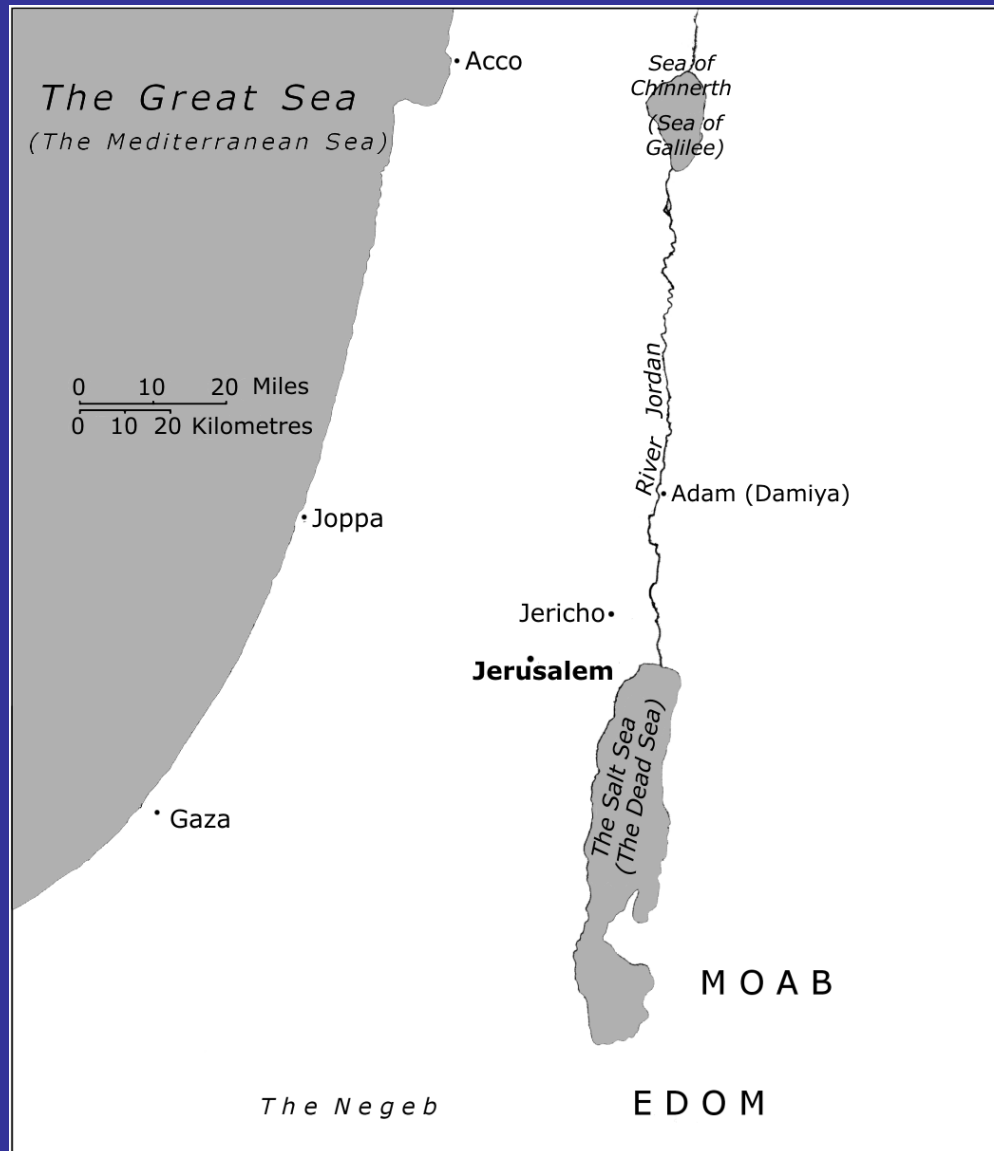 Acco
The Great Sea
(The Mediterranean Sea)
Sea of
Chinnerth
(Sea of
Galilee)
River Jordan
0 10 20 Miles
0 10 20 Kilometres
Adam (Damiya)
Joppa
Jericho
Jerusalem
The Salt Sea
(The Dead Sea)
Gaza
MOAB
The Negeb
EDOM